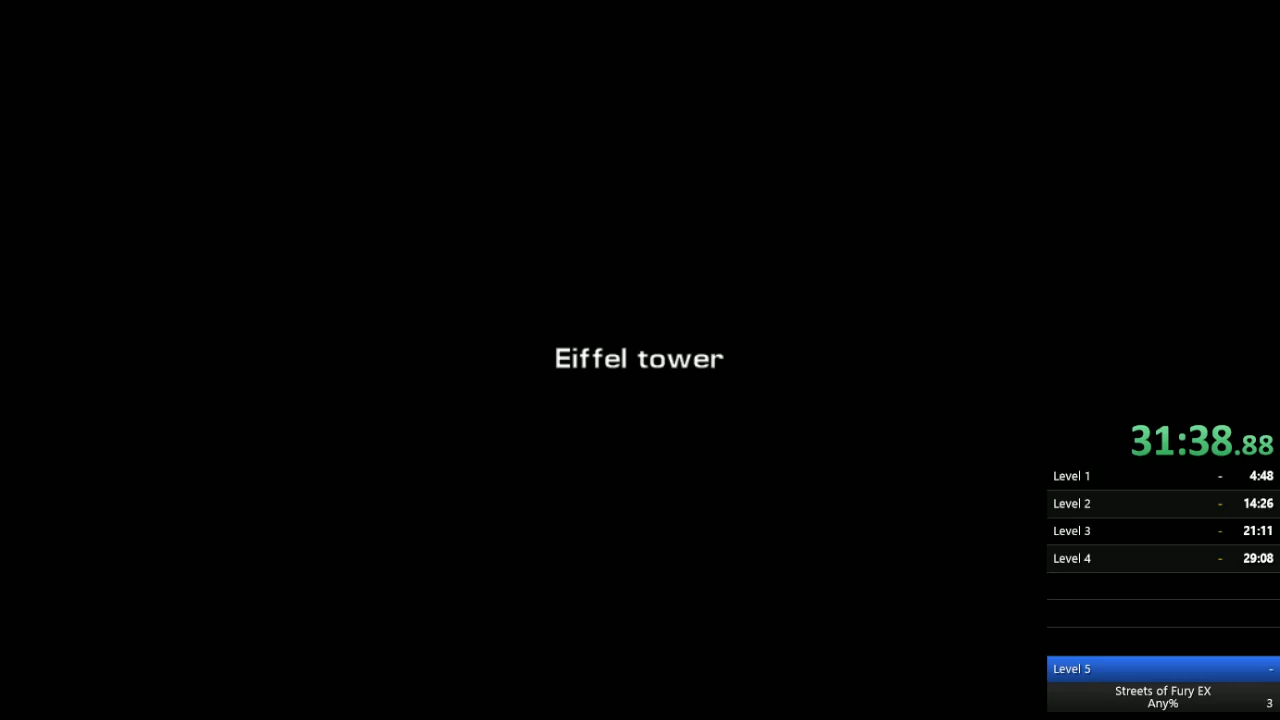 Eiffel tower
31:38.88
Level 1 - 4:48
Level 2 - 14:26
Level 3 - 21:11
Level 4 - 29:08
Level 5 -
Streets of Fury EX
Any% 3